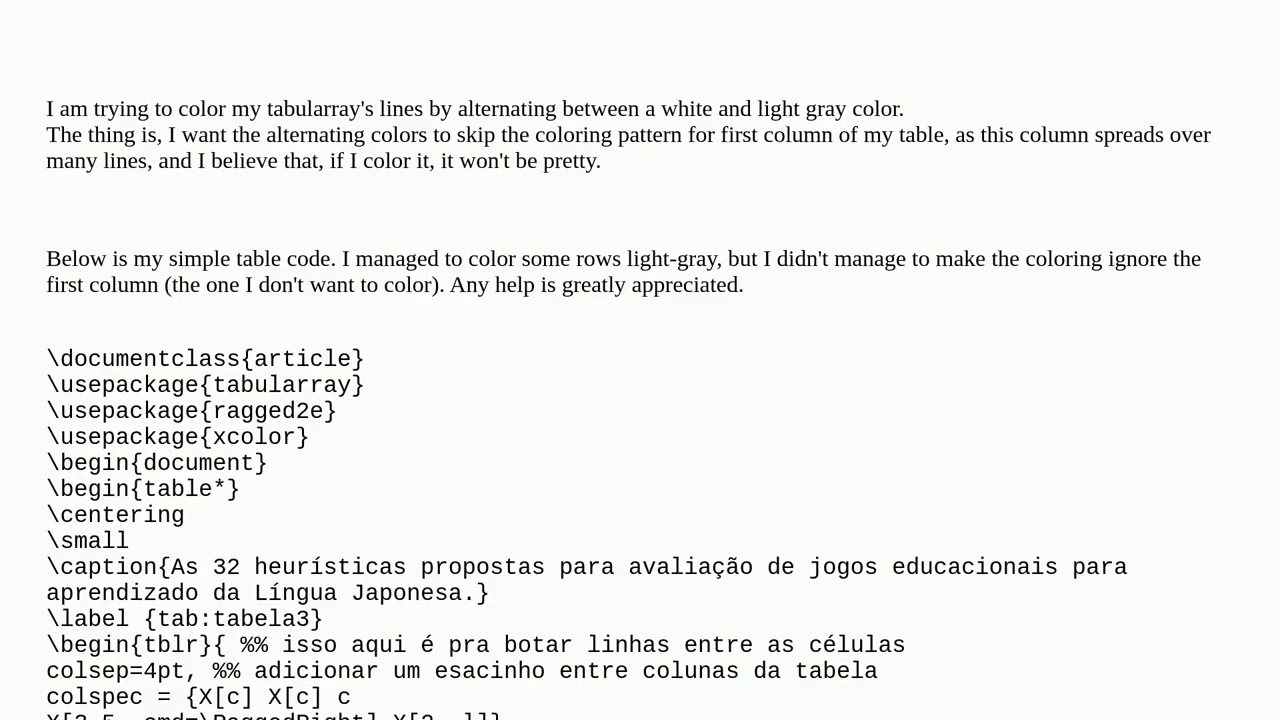 I am trying to color my tabularray's lines by alternating between a white and light gray color.
The thing is, I want the alternating colors to skip the coloring pattern for first column of my table, as this column spreads over
many lines, and I believe that, if I color it, it won't be pretty.
Below is my simple table code. I managed to color some rows light-gray, but I didn't manage to make the coloring ignore the
first column (the one I don't want to color). Any help is greatly appreciated.
\documentclass{article}
\usepackage{tabularray}
\usepackage{ragged2e}
\usepackage{xcolor}
\begin{document}
\begin{table*}
\centering
\small
\caption{As 32 heurísticas propostas para avaliação de jogos educacionais para
aprendizado da Língua Japonesa.}
\label {tab:tabela3}
\begin{tblr}{ %% isso aqui é pra botar linhas entre as células
colsep=4pt, %% adicionar um esacinho entre colunas da tabela
colspec = {X[c] X[c] c